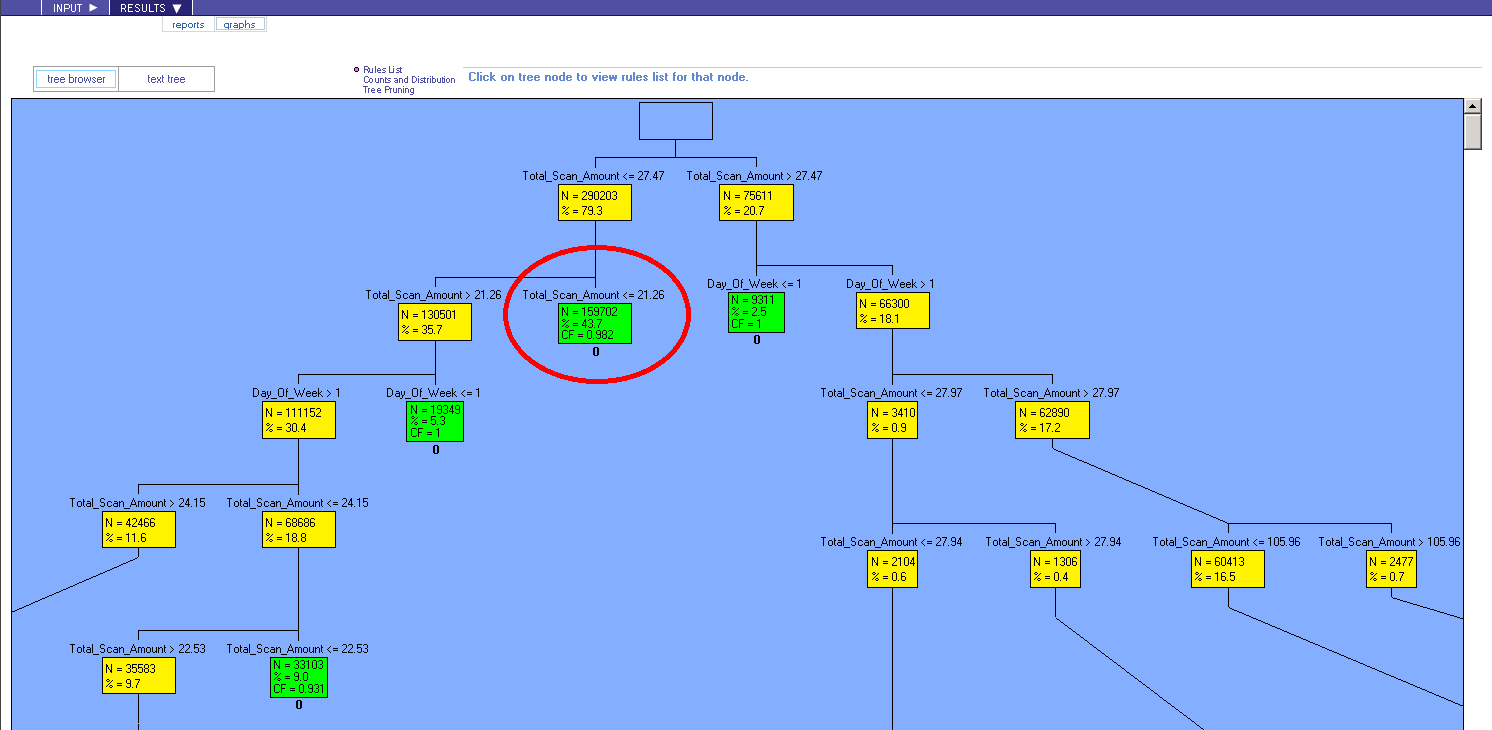 INPUT ▶ RESULTS ▼
reports graphs
tree browser text tree
Rules List
Counts and Distribution
Tree Pruning
Click on tree node to view rules list for that node.
Total_Scan_Amount <= 27.47
N = 290203
% = 79.3
Total_Scan_Amount > 27.47
N = 75611
% = 20.7
Total_Scan_Amount > 21.26
N = 130501
% = 35.7
Total_Scan_Amount <= 21.26
N = 159702
% = 43.7
CF = 0.982
0
Day_Of_Week <= 1
N = 9311
% = 2.5
CF = 1
0
Day_Of_Week > 1
N = 66300
% = 18.1
Day_Of_Week > 1
N = 111152
% = 30.4
Day_Of_Week <= 1
N = 19349
% = 5.3
CF = 1
0
Total_Scan_Amount <= 27.97
N = 3410
% = 0.9
Total_Scan_Amount > 27.97
N = 62890
% = 17.2
Total_Scan_Amount > 24.15
N = 42466
% = 11.6
Total_Scan_Amount <= 24.15
N = 68686
% = 18.8
Total_Scan_Amount <= 27.94
N = 2104
% = 0.6
Total_Scan_Amount > 27.94
N = 1306
% = 0.4
Total_Scan_Amount <= 105.96
N = 60413
% = 16.5
Total_Scan_Amount > 105.96
N = 2477
% = 0.7
Total_Scan_Amount > 22.53
N = 35583
% = 9.7
Total_Scan_Amount <= 22.53
N = 33103
% = 9.0
CF = 0.931
0